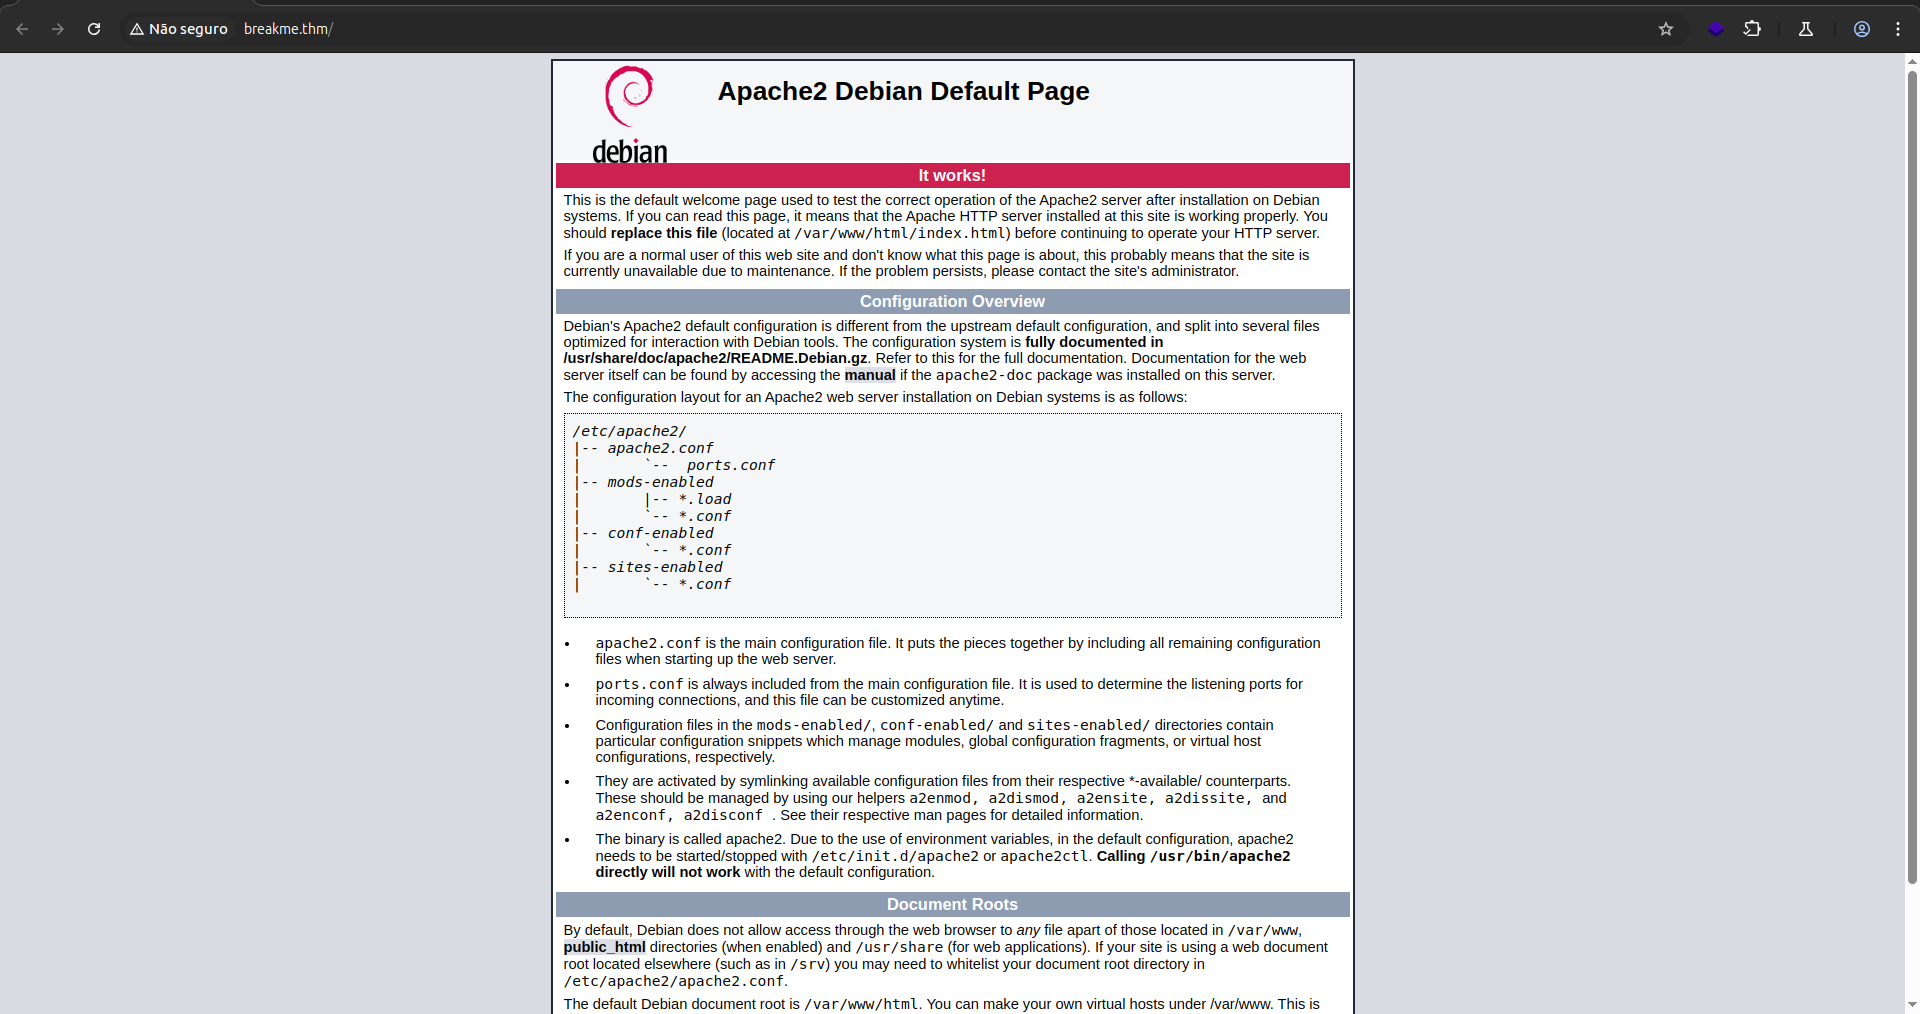 Não seguro breakme.thm/
debian
Apache2 Debian Default Page
It works!
This is the default welcome page used to test the correct operation of the Apache2 server after installation on Debian
systems. If you can read this page, it means that the Apache HTTP server installed at this site is working properly. You
should replace this file (located at /var/www/html/index.html) before continuing to operate your HTTP server.
If you are a normal user of this web site and don't know what this page is about, this probably means that the site is
currently unavailable due to maintenance. If the problem persists, please contact the site's administrator.
Configuration Overview
Debian's Apache2 default configuration is different from the upstream default configuration, and split into several files
optimized for interaction with Debian tools. The configuration system is fully documented in
/usr/share/doc/apache2/README.Debian.gz. Refer to this for the full documentation. Documentation for the web
server itself can be found by accessing the manual if the apache2-doc package was installed on this server.
The configuration layout for an Apache2 web server installation on Debian systems is as follows:
/etc/apache2/
|-- apache2.conf
|       `--  ports.conf
|-- mods-enabled
|       |-- *.load
|       `-- *.conf
|-- conf-enabled
|       `-- *.conf
|-- sites-enabled
|       `-- *.conf
• apache2.conf is the main configuration file. It puts the pieces together by including all remaining configuration
files when starting up the web server.
• ports.conf is always included from the main configuration file. It is used to determine the listening ports for
incoming connections, and this file can be customized anytime.
• Configuration files in the mods-enabled/, conf-enabled/ and sites-enabled/ directories contain
particular configuration snippets which manage modules, global configuration fragments, or virtual host
configurations, respectively.
• They are activated by symlinking available configuration files from their respective *-available/ counterparts.
These should be managed by using our helpers a2enmod, a2dismod, a2ensite, a2dissite, and
a2enconf, a2disconf . See their respective man pages for detailed information.
• The binary is called apache2. Due to the use of environment variables, in the default configuration, apache2
needs to be started/stopped with /etc/init.d/apache2 or apache2ctl. Calling /usr/bin/apache2
directly will not work with the default configuration.
Document Roots
By default, Debian does not allow access through the web browser to any file apart of those located in /var/www,
public_html directories (when enabled) and /usr/share (for web applications). If your site is using a web document
root located elsewhere (such as in /srv) you may need to whitelist your document root directory in
/etc/apache2/apache2.conf.
The default Debian document root is /var/www/html. You can make your own virtual hosts under /var/www. This is